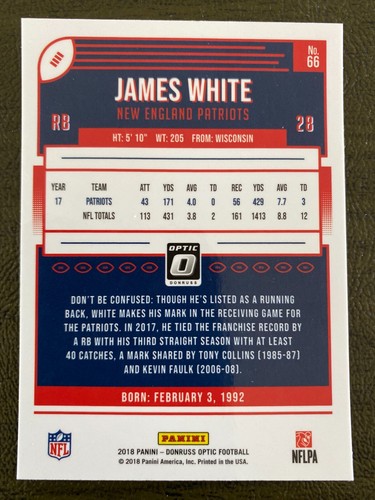 No.
66
JAMES WHITE
NEW ENGLAND PATRIOTS
RB
28
HT: 5' 10" WT: 205 FROM: WISCONSIN
YEAR TEAM ATT YDS AVG TD REC YDS AVG TD
17 PATRIOTS 43 171 4.0 0 56 429 7.7 3
NFL TOTALS 113 431 3.8 2 161 1413 8.8 12
OPTIC
DONRUSS
DON'T BE CONFUSED: THOUGH HE'S LISTED AS A RUNNING
BACK, WHITE MAKES HIS MARK IN THE RECEIVING GAME FOR
THE PATRIOTS. IN 2017, HE TIED THE FRANCHISE RECORD BY
A RB WITH HIS THIRD STRAIGHT SEASON WITH AT LEAST
40 CATCHES, A MARK SHARED BY TONY COLLINS (1985-87)
AND KEVIN FAULK (2006-08).
BORN: FEBRUARY 3, 1992
NFL
PANINI
2018 PANINI – DONRUSS OPTIC FOOTBALL
© 2018 Panini America, Inc. Printed in the USA.
NFLPA